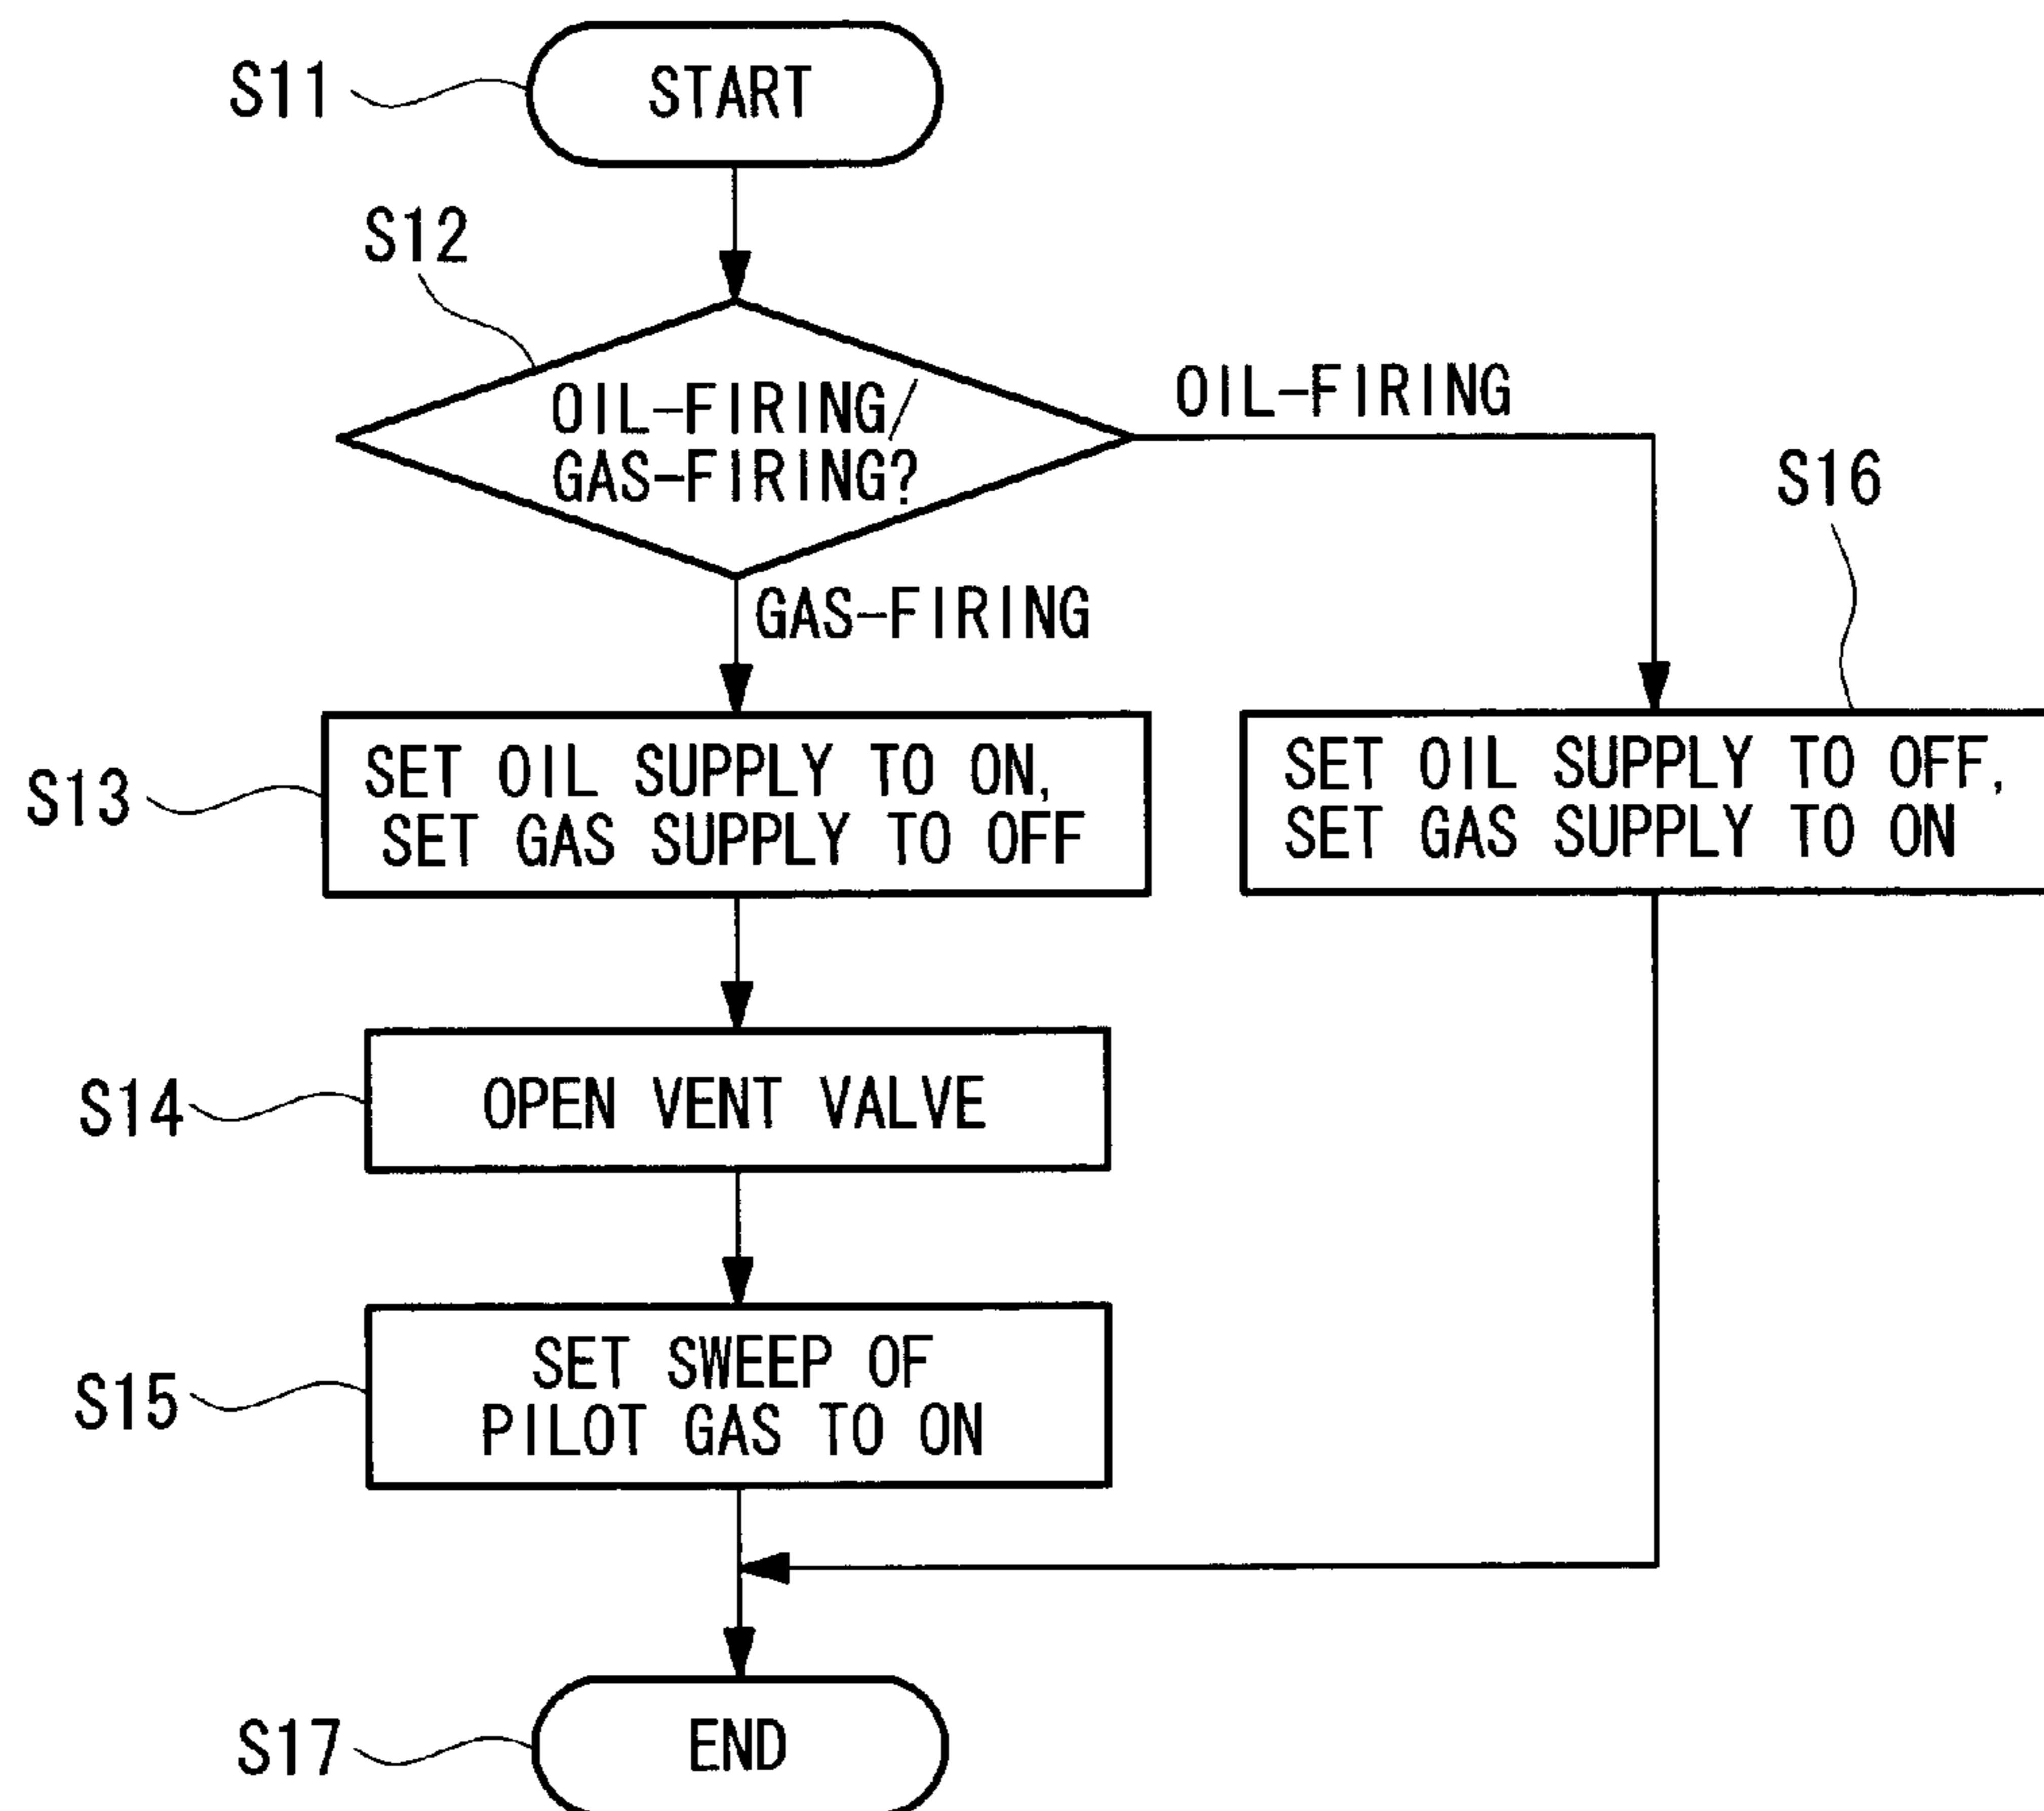 S11
START
S12
OIL-FIRING/
GAS-FIRING?
OIL-FIRING
GAS-FIRING
S13
SET OIL SUPPLY TO ON,
SET GAS SUPPLY TO OFF
S16
SET OIL SUPPLY TO OFF,
SET GAS SUPPLY TO ON
S14
OPEN VENT VALVE
S15
SET SWEEP OF
PILOT GAS TO ON
S17
END